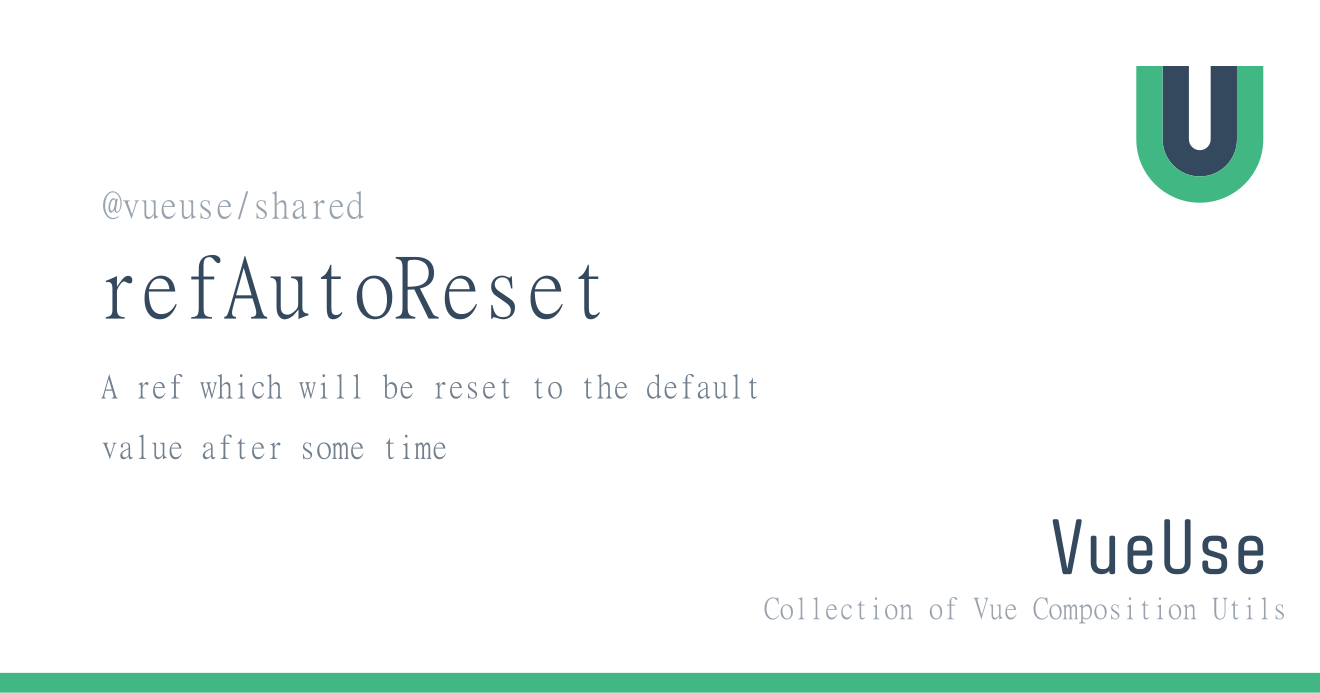 @vueuse/shared
refAutoReset
A ref which will be reset to the default
value after some time
VueUse
Collection of Vue Composition Utils